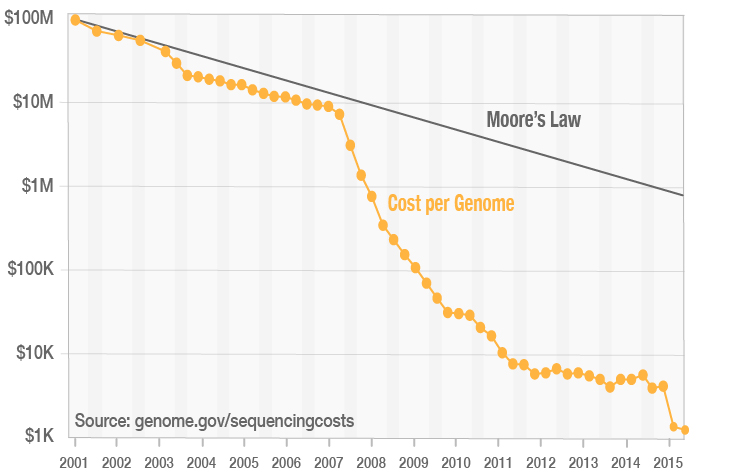 $100M
$10M
Moore's Law
$1M
Cost per Genome
$100K
$10K
Source: genome.gov/sequencingcosts
$1K
2001 2002 2003 2004 2005 2006 2007 2008 2009 2010 2011 2012 2013 2014 2015